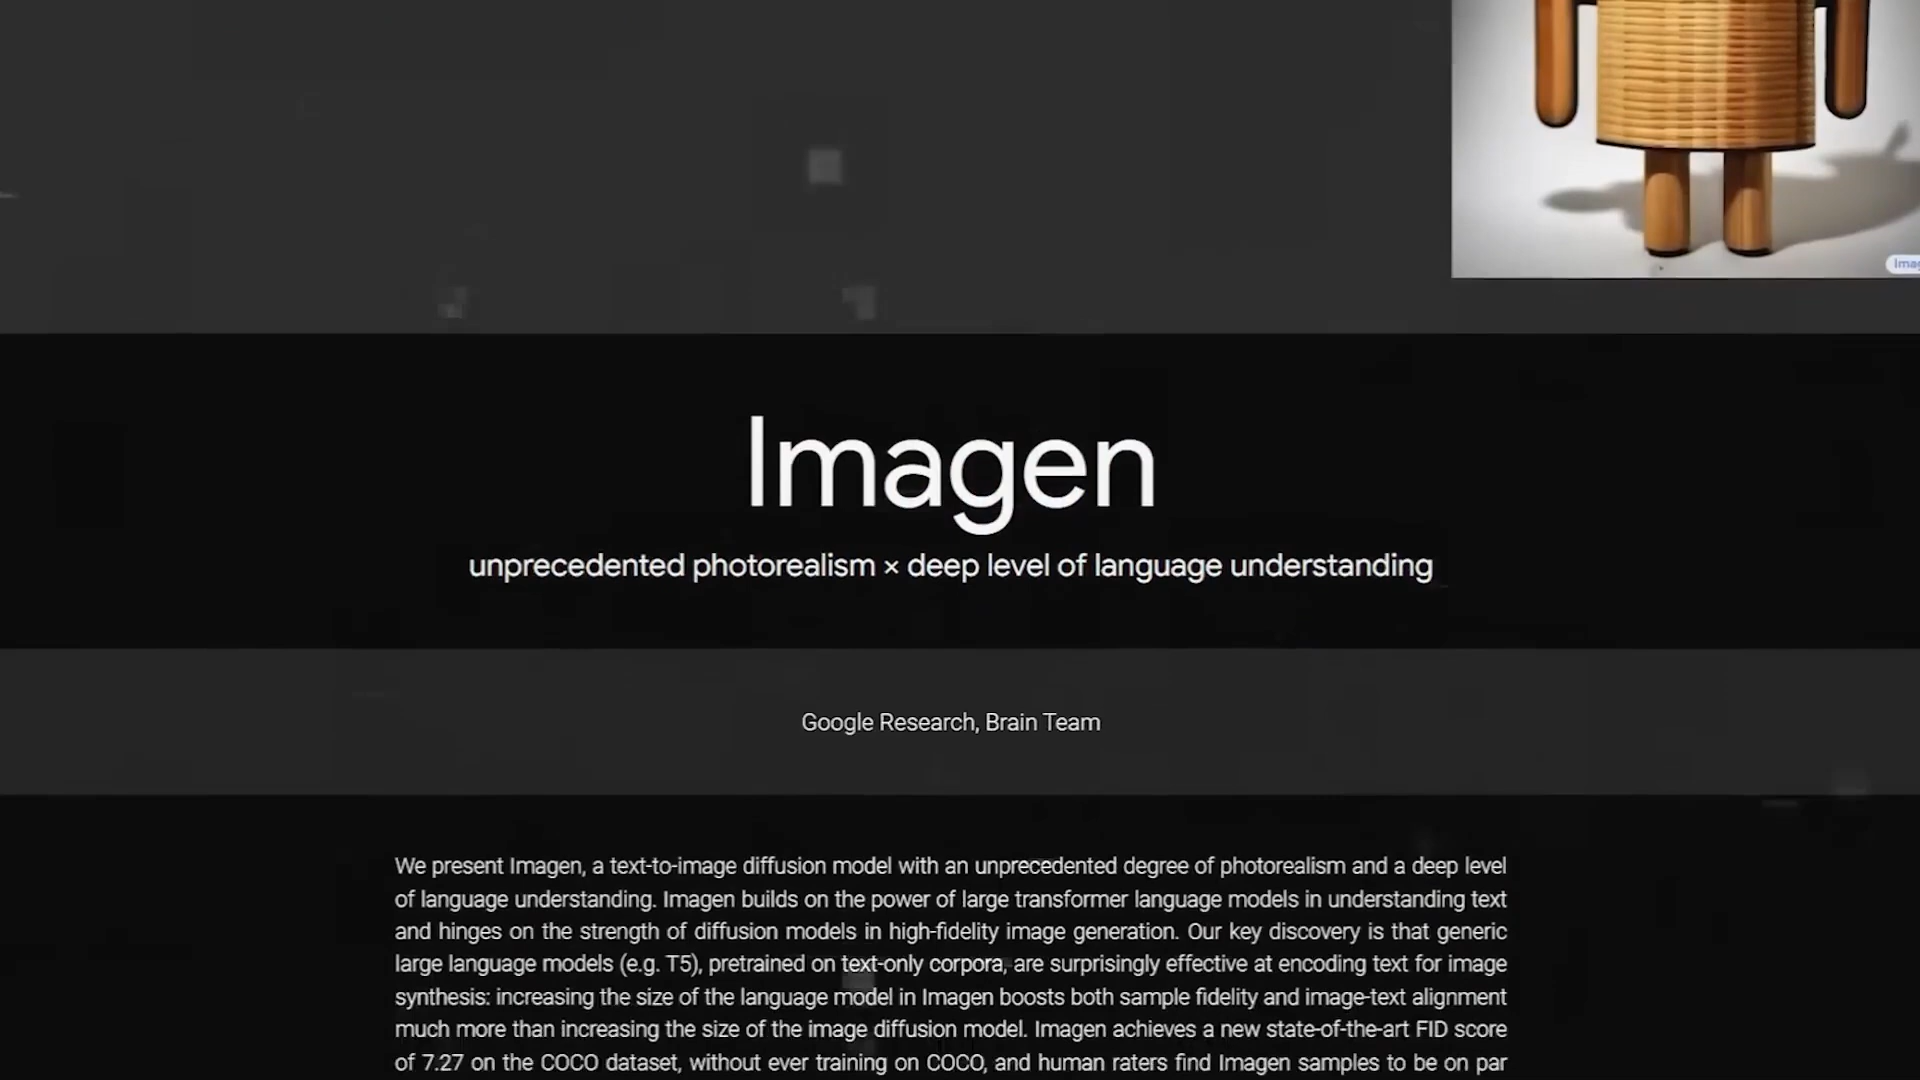 Imagen
unprecedented photorealism × deep level of language understanding
Google Research, Brain Team
We present Imagen, a text-to-image diffusion model with an unprecedented degree of photorealism and a deep level
of language understanding. Imagen builds on the power of large transformer language models in understanding text
and hinges on the strength of diffusion models in high-fidelity image generation. Our key discovery is that generic
large language models (e.g. T5), pretrained on text-only corpora, are surprisingly effective at encoding text for image
synthesis: increasing the size of the language model in Imagen boosts both sample fidelity and image-text alignment
much more than increasing the size of the image diffusion model. Imagen achieves a new state-of-the-art FID score
of 7.27 on the COCO dataset, without ever training on COCO, and human raters find Imagen samples to be on par